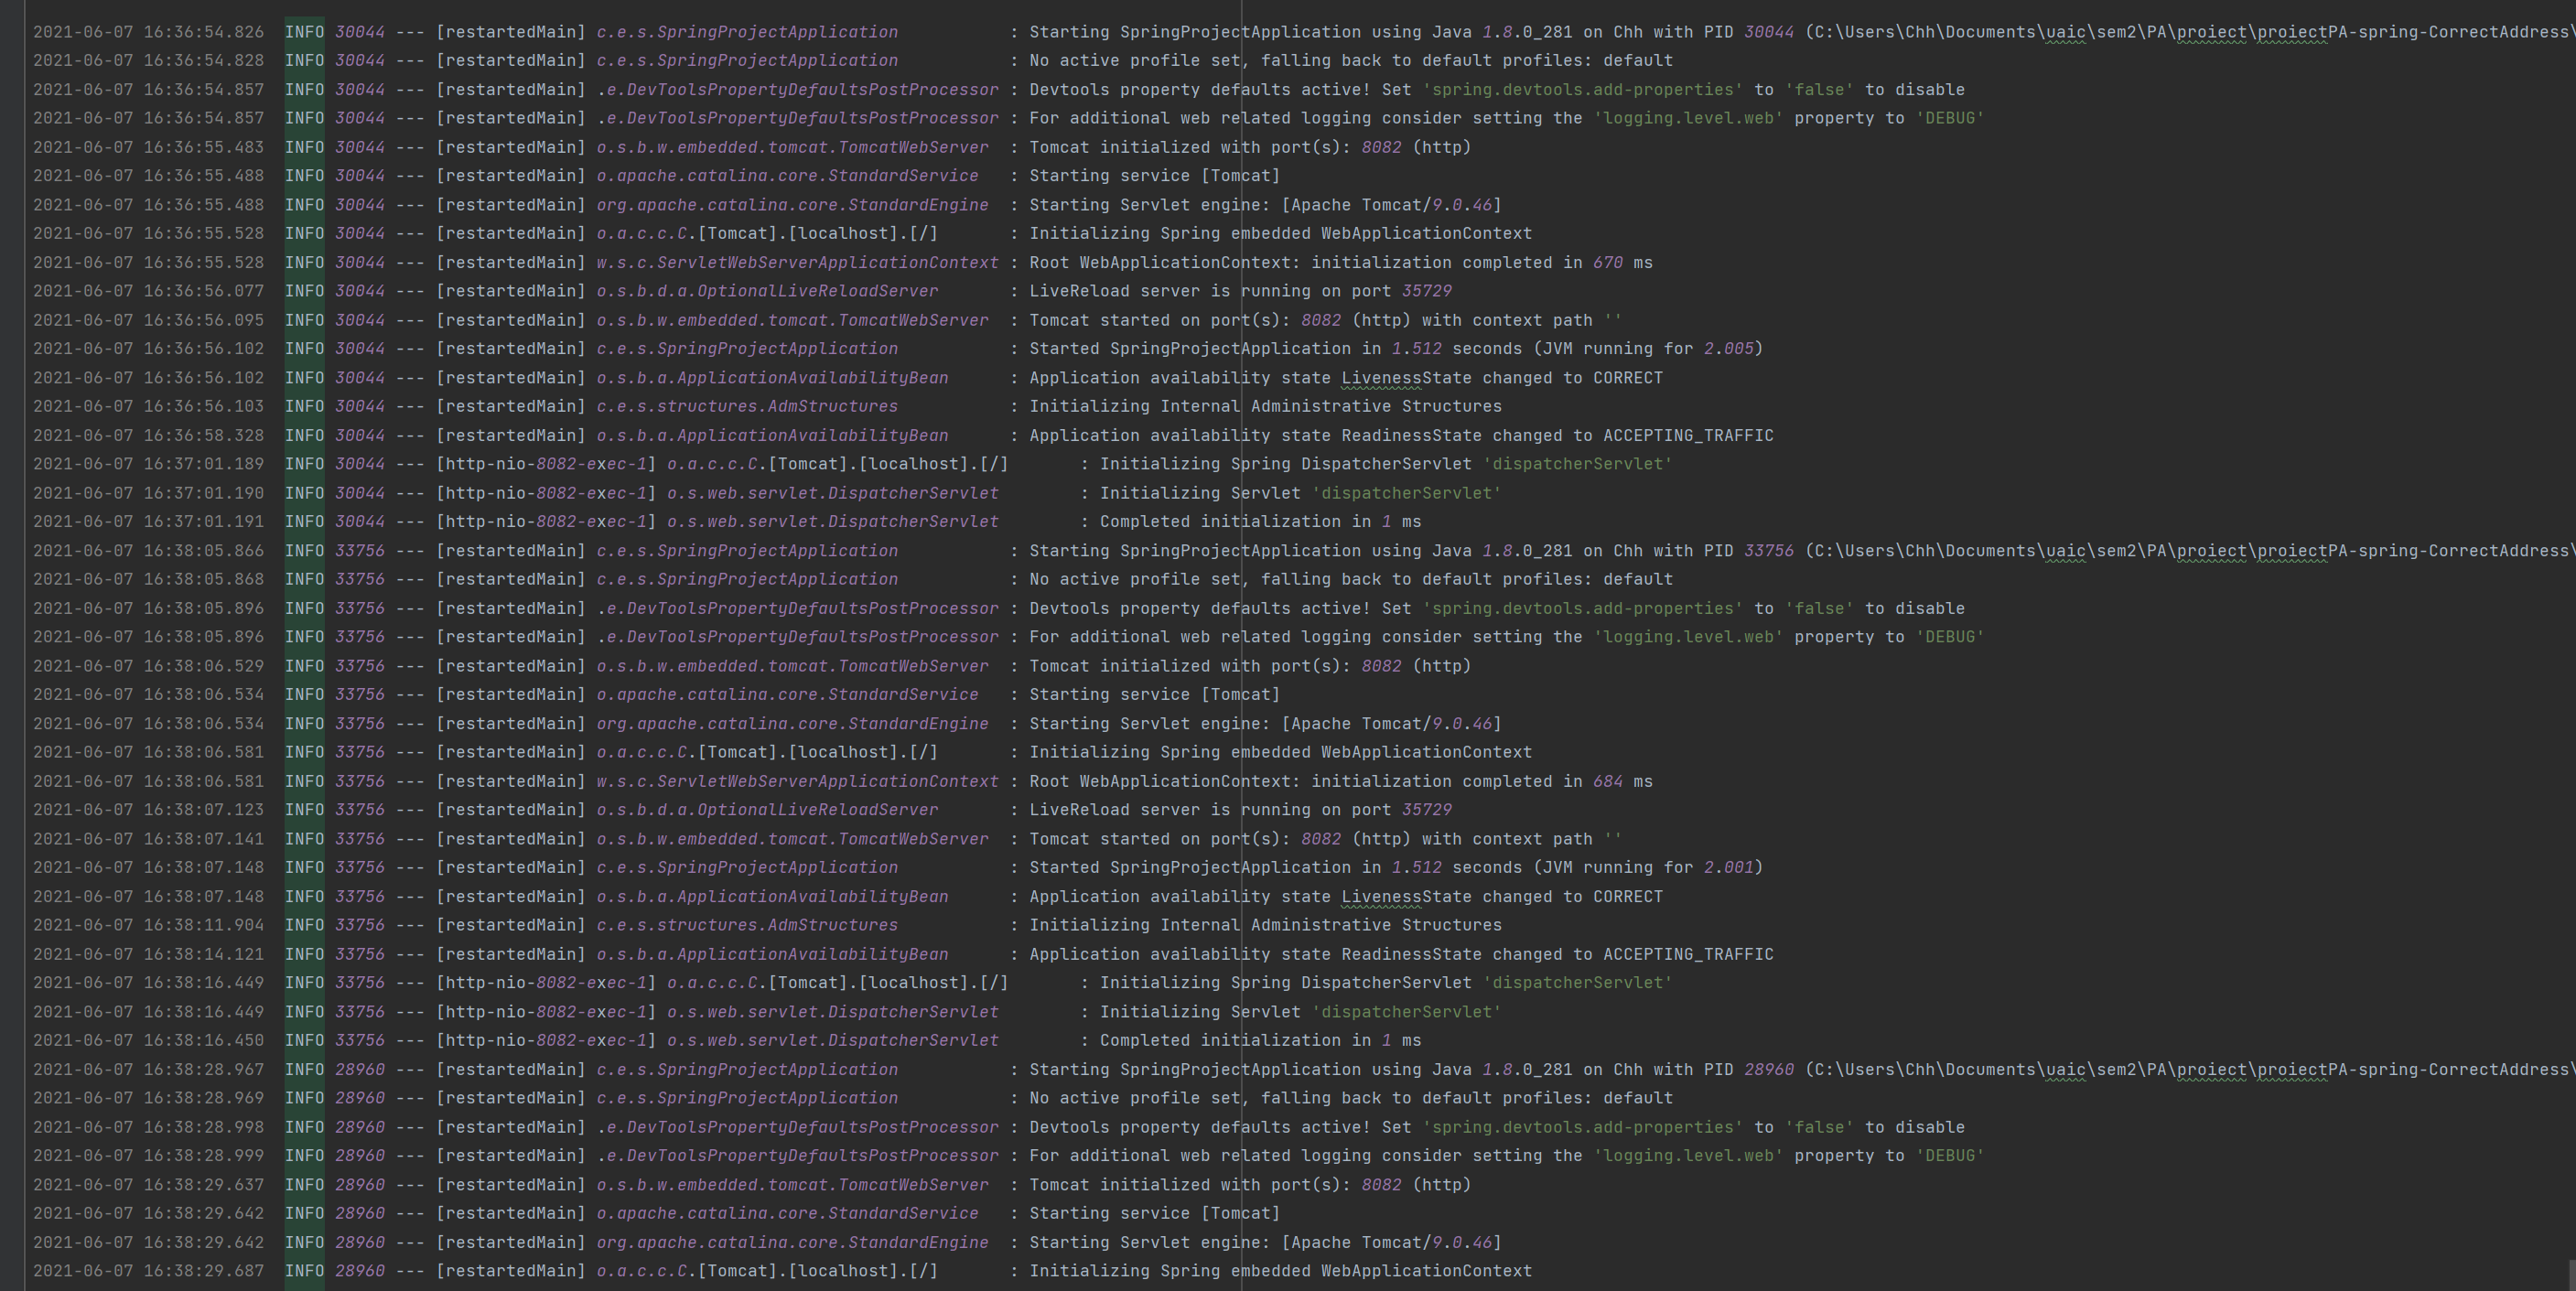 2021-06-07 16:36:54.826  INFO 30044 --- [restartedMain] c.e.s.SpringProjectApplication           : Starting SpringProjectApplication using Java 1.8.0_281 on Chh with PID 30044 (C:\Users\Chh\Documents\uaic\sem2\PA\proiect\proiectPA-spring-CorrectAddress\
2021-06-07 16:36:54.828  INFO 30044 --- [restartedMain] c.e.s.SpringProjectApplication           : No active profile set, falling back to default profiles: default
2021-06-07 16:36:54.857  INFO 30044 --- [restartedMain] .e.DevToolsPropertyDefaultsPostProcessor : Devtools property defaults active! Set 'spring.devtools.add-properties' to 'false' to disable
2021-06-07 16:36:54.857  INFO 30044 --- [restartedMain] .e.DevToolsPropertyDefaultsPostProcessor : For additional web related logging consider setting the 'logging.level.web' property to 'DEBUG'
2021-06-07 16:36:55.483  INFO 30044 --- [restartedMain] o.s.b.w.embedded.tomcat.TomcatWebServer  : Tomcat initialized with port(s): 8082 (http)
2021-06-07 16:36:55.488  INFO 30044 --- [restartedMain] o.apache.catalina.core.StandardService   : Starting service [Tomcat]
2021-06-07 16:36:55.488  INFO 30044 --- [restartedMain] org.apache.catalina.core.StandardEngine  : Starting Servlet engine: [Apache Tomcat/9.0.46]
2021-06-07 16:36:55.528  INFO 30044 --- [restartedMain] o.a.c.c.C.[Tomcat].[localhost].[/]       : Initializing Spring embedded WebApplicationContext
2021-06-07 16:36:55.528  INFO 30044 --- [restartedMain] w.s.c.ServletWebServerApplicationContext : Root WebApplicationContext: initialization completed in 670 ms
2021-06-07 16:36:56.077  INFO 30044 --- [restartedMain] o.s.b.d.a.OptionalLiveReloadServer       : LiveReload server is running on port 35729
2021-06-07 16:36:56.095  INFO 30044 --- [restartedMain] o.s.b.w.embedded.tomcat.TomcatWebServer  : Tomcat started on port(s): 8082 (http) with context path ''
2021-06-07 16:36:56.102  INFO 30044 --- [restartedMain] c.e.s.SpringProjectApplication           : Started SpringProjectApplication in 1.512 seconds (JVM running for 2.005)
2021-06-07 16:36:56.102  INFO 30044 --- [restartedMain] o.s.b.a.ApplicationAvailabilityBean      : Application availability state LivenessState changed to CORRECT
2021-06-07 16:36:56.103  INFO 30044 --- [restartedMain] c.e.s.structures.AdmStructures           : Initializing Internal Administrative Structures
2021-06-07 16:36:58.328  INFO 30044 --- [restartedMain] o.s.b.a.ApplicationAvailabilityBean      : Application availability state ReadinessState changed to ACCEPTING_TRAFFIC
2021-06-07 16:37:01.189  INFO 30044 --- [http-nio-8082-exec-1] o.a.c.c.C.[Tomcat].[localhost].[/]       : Initializing Spring DispatcherServlet 'dispatcherServlet'
2021-06-07 16:37:01.190  INFO 30044 --- [http-nio-8082-exec-1] o.s.web.servlet.DispatcherServlet        : Initializing Servlet 'dispatcherServlet'
2021-06-07 16:37:01.191  INFO 30044 --- [http-nio-8082-exec-1] o.s.web.servlet.DispatcherServlet        : Completed initialization in 1 ms
2021-06-07 16:38:05.866  INFO 33756 --- [restartedMain] c.e.s.SpringProjectApplication           : Starting SpringProjectApplication using Java 1.8.0_281 on Chh with PID 33756 (C:\Users\Chh\Documents\uaic\sem2\PA\proiect\proiectPA-spring-CorrectAddress\
2021-06-07 16:38:05.868  INFO 33756 --- [restartedMain] c.e.s.SpringProjectApplication           : No active profile set, falling back to default profiles: default
2021-06-07 16:38:05.896  INFO 33756 --- [restartedMain] .e.DevToolsPropertyDefaultsPostProcessor : Devtools property defaults active! Set 'spring.devtools.add-properties' to 'false' to disable
2021-06-07 16:38:05.896  INFO 33756 --- [restartedMain] .e.DevToolsPropertyDefaultsPostProcessor : For additional web related logging consider setting the 'logging.level.web' property to 'DEBUG'
2021-06-07 16:38:06.529  INFO 33756 --- [restartedMain] o.s.b.w.embedded.tomcat.TomcatWebServer  : Tomcat initialized with port(s): 8082 (http)
2021-06-07 16:38:06.534  INFO 33756 --- [restartedMain] o.apache.catalina.core.StandardService   : Starting service [Tomcat]
2021-06-07 16:38:06.534  INFO 33756 --- [restartedMain] org.apache.catalina.core.StandardEngine  : Starting Servlet engine: [Apache Tomcat/9.0.46]
2021-06-07 16:38:06.581  INFO 33756 --- [restartedMain] o.a.c.c.C.[Tomcat].[localhost].[/]       : Initializing Spring embedded WebApplicationContext
2021-06-07 16:38:06.581  INFO 33756 --- [restartedMain] w.s.c.ServletWebServerApplicationContext : Root WebApplicationContext: initialization completed in 684 ms
2021-06-07 16:38:07.123  INFO 33756 --- [restartedMain] o.s.b.d.a.OptionalLiveReloadServer       : LiveReload server is running on port 35729
2021-06-07 16:38:07.141  INFO 33756 --- [restartedMain] o.s.b.w.embedded.tomcat.TomcatWebServer  : Tomcat started on port(s): 8082 (http) with context path ''
2021-06-07 16:38:07.148  INFO 33756 --- [restartedMain] c.e.s.SpringProjectApplication           : Started SpringProjectApplication in 1.512 seconds (JVM running for 2.001)
2021-06-07 16:38:07.148  INFO 33756 --- [restartedMain] o.s.b.a.ApplicationAvailabilityBean      : Application availability state LivenessState changed to CORRECT
2021-06-07 16:38:11.904  INFO 33756 --- [restartedMain] c.e.s.structures.AdmStructures           : Initializing Internal Administrative Structures
2021-06-07 16:38:14.121  INFO 33756 --- [restartedMain] o.s.b.a.ApplicationAvailabilityBean      : Application availability state ReadinessState changed to ACCEPTING_TRAFFIC
2021-06-07 16:38:16.449  INFO 33756 --- [http-nio-8082-exec-1] o.a.c.c.C.[Tomcat].[localhost].[/]       : Initializing Spring DispatcherServlet 'dispatcherServlet'
2021-06-07 16:38:16.449  INFO 33756 --- [http-nio-8082-exec-1] o.s.web.servlet.DispatcherServlet        : Initializing Servlet 'dispatcherServlet'
2021-06-07 16:38:16.450  INFO 33756 --- [http-nio-8082-exec-1] o.s.web.servlet.DispatcherServlet        : Completed initialization in 1 ms
2021-06-07 16:38:28.967  INFO 28960 --- [restartedMain] c.e.s.SpringProjectApplication           : Starting SpringProjectApplication using Java 1.8.0_281 on Chh with PID 28960 (C:\Users\Chh\Documents\uaic\sem2\PA\proiect\proiectPA-spring-CorrectAddress\
2021-06-07 16:38:28.969  INFO 28960 --- [restartedMain] c.e.s.SpringProjectApplication           : No active profile set, falling back to default profiles: default
2021-06-07 16:38:28.998  INFO 28960 --- [restartedMain] .e.DevToolsPropertyDefaultsPostProcessor : Devtools property defaults active! Set 'spring.devtools.add-properties' to 'false' to disable
2021-06-07 16:38:28.999  INFO 28960 --- [restartedMain] .e.DevToolsPropertyDefaultsPostProcessor : For additional web related logging consider setting the 'logging.level.web' property to 'DEBUG'
2021-06-07 16:38:29.637  INFO 28960 --- [restartedMain] o.s.b.w.embedded.tomcat.TomcatWebServer  : Tomcat initialized with port(s): 8082 (http)
2021-06-07 16:38:29.642  INFO 28960 --- [restartedMain] o.apache.catalina.core.StandardService   : Starting service [Tomcat]
2021-06-07 16:38:29.642  INFO 28960 --- [restartedMain] org.apache.catalina.core.StandardEngine  : Starting Servlet engine: [Apache Tomcat/9.0.46]
2021-06-07 16:38:29.687  INFO 28960 --- [restartedMain] o.a.c.c.C.[Tomcat].[localhost].[/]       : Initializing Spring embedded WebApplicationContext